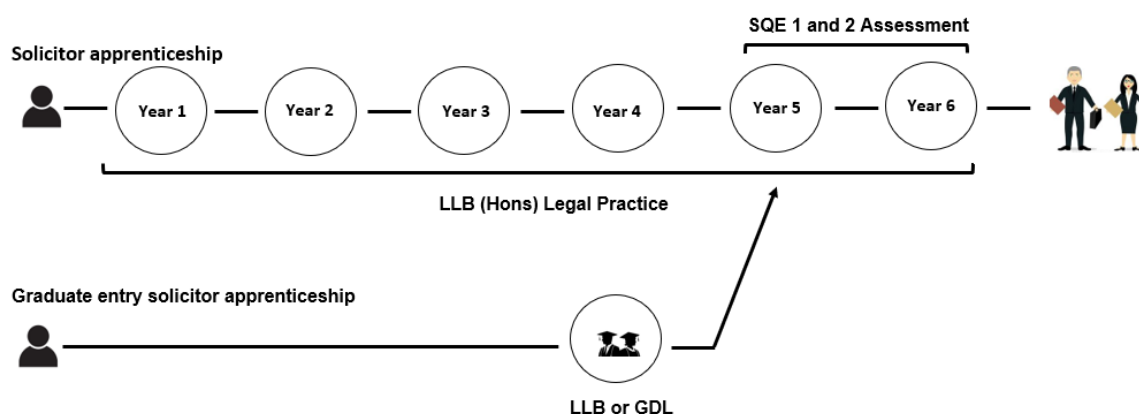 SQE 1 and 2 Assessment
Solicitor apprenticeship
Year 1
Year 2
Year 3
Year 4
Year 5
Year 6
LLB (Hons) Legal Practice
Graduate entry solicitor apprenticeship
LLB or GDL